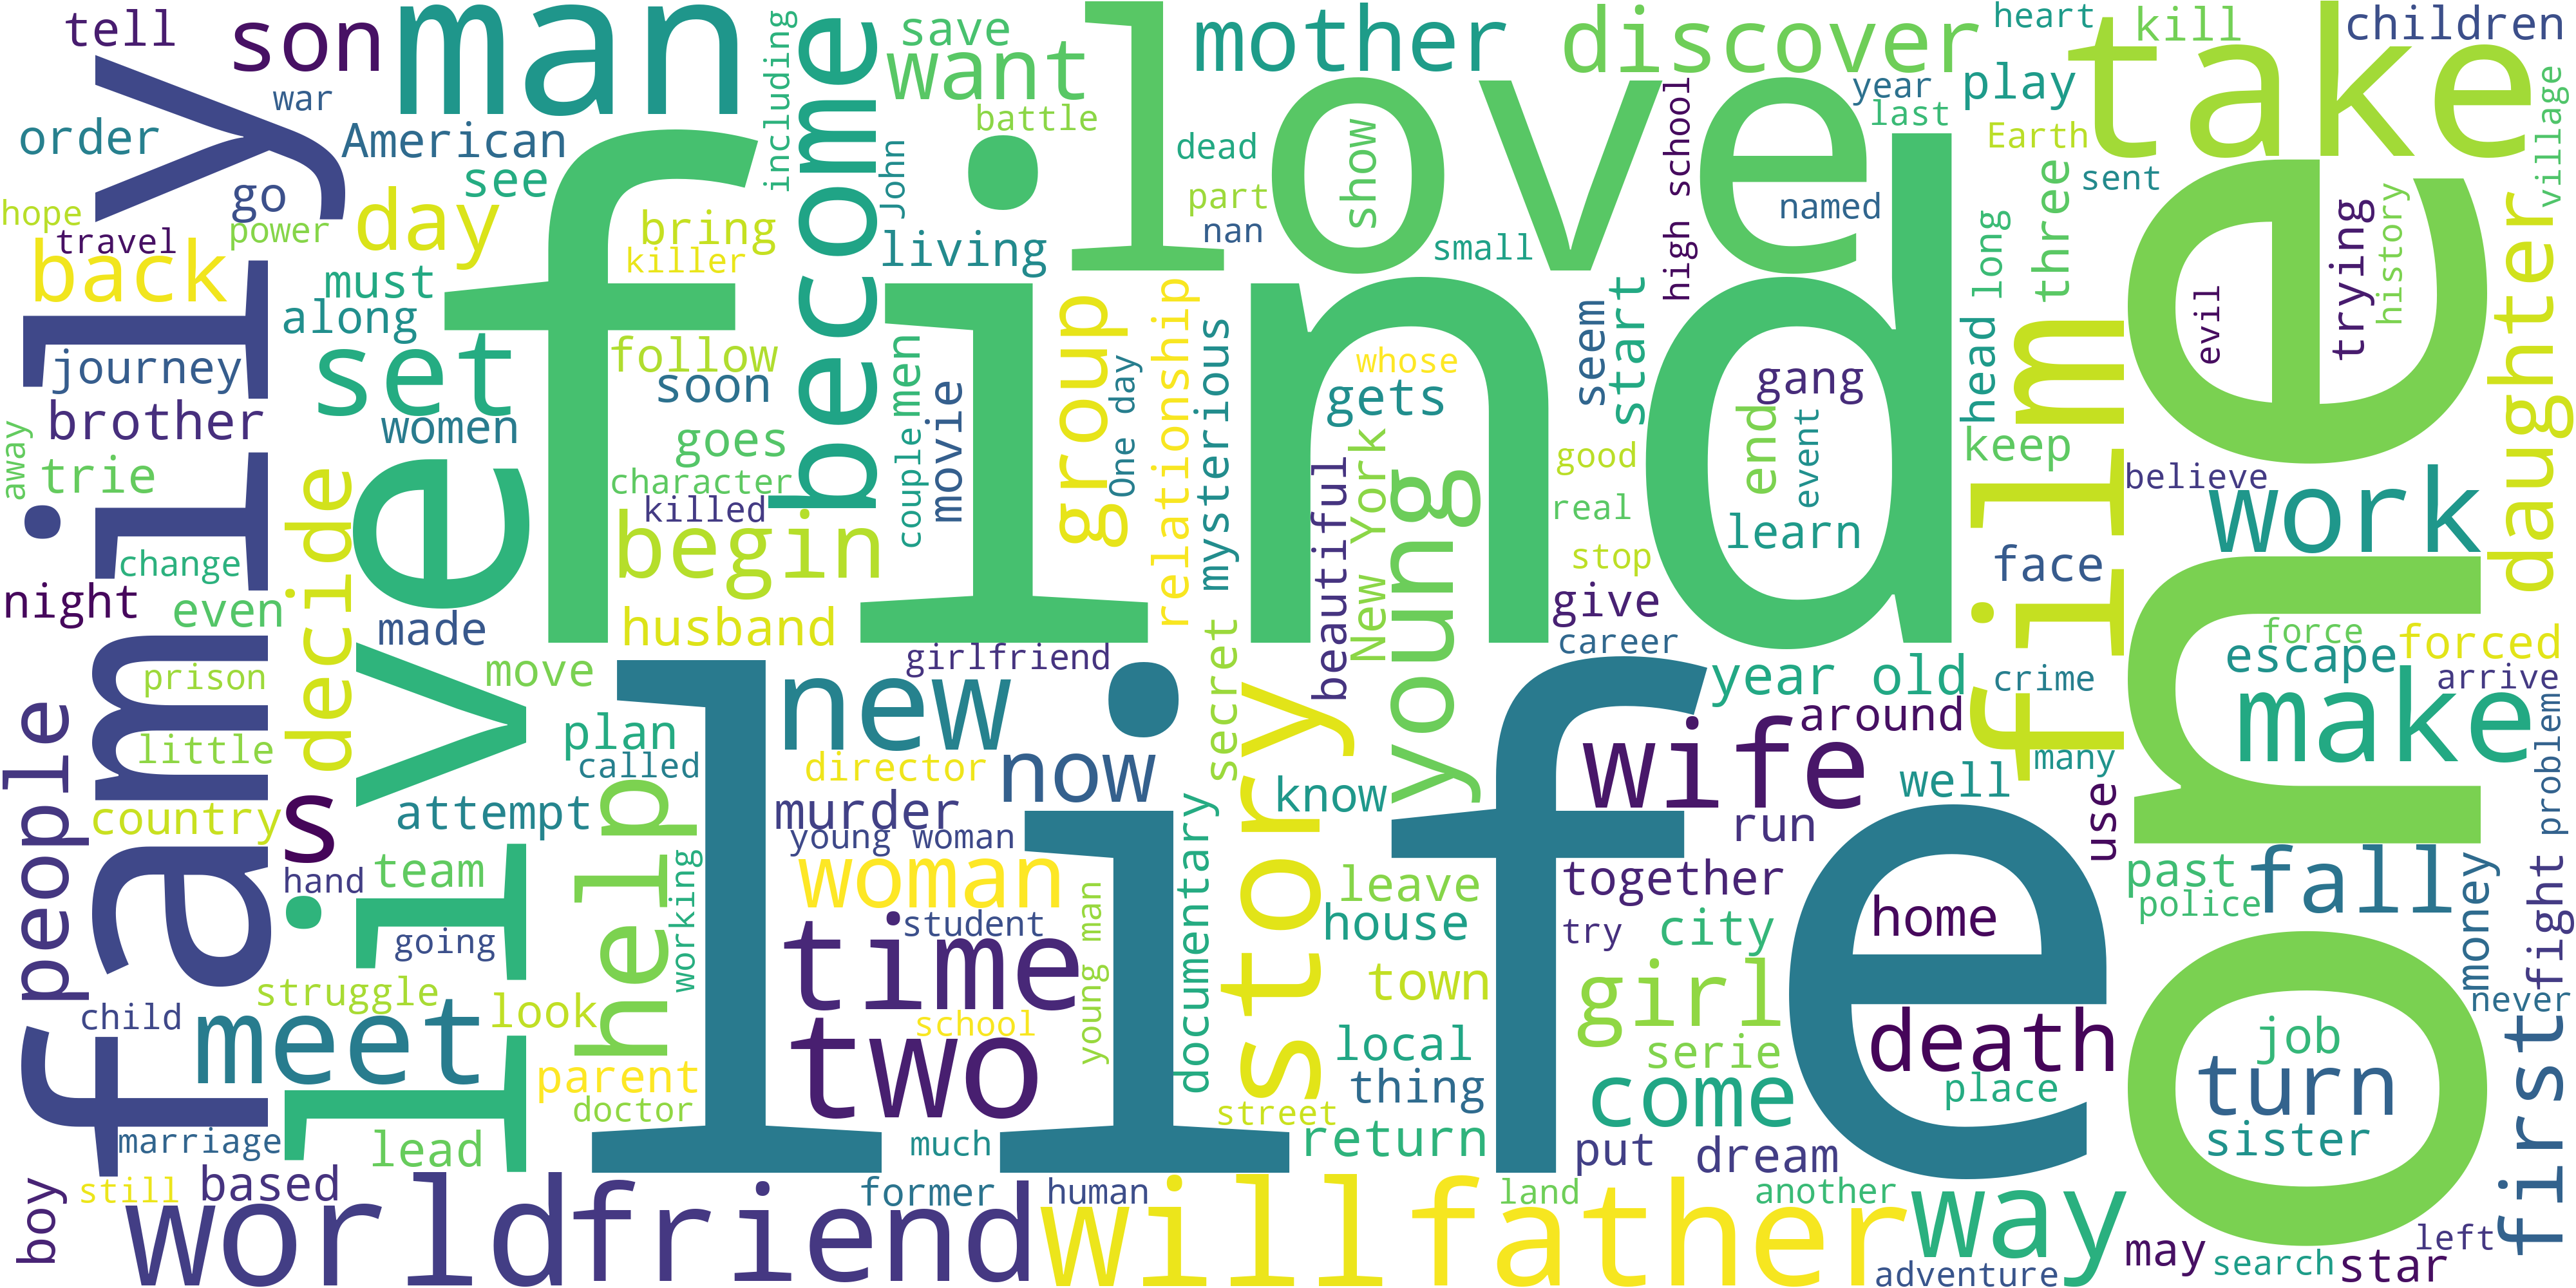 find
life
love
one
family
live
take
man
film
father
will
friend
world
young
story
become
help
two
time
new
set
meet
wife
make
work
way
turn
fall
first
death
come
girl
woman
begin
group
mother
discover
want
daughter
decide
people
back
day
son
s
now
tell
war
order
American
see
go
hope
power
travel
must
along
journey
brother
women
trie
away
change
night
even
made
prison
little
country
attempt
team
hand
going
struggle
child
look
parent
doctor
marriage
lead
boy
still
based
including
save
battle
John
living
bring
killer
follow
soon
goes
character
killed
couple
men
movie
husband
move
plan
called
working
girlfriend
director
murder
young woman
student
school
young man
much
former
human
One day
relationship
mysterious
secret
documentary
beautiful
New York
dead
part
nan
show
small
whose
gets
seem
start
high school
year
last
named
gang
end
event
learn
good
real
stop
give
career
year old
around
run
know
leave
house
town
local
thing
street
return
together
try
city
serie
put
dream
land
another
adventure
home
place
well
use
many
crime
face
keep
head
long
three
heart
kill
children
play
Earth
sent
village
trying
history
evil
believe
force
escape
forced
arrive
problem
past
police
money
fight
never
job
sister
may
search
star
left